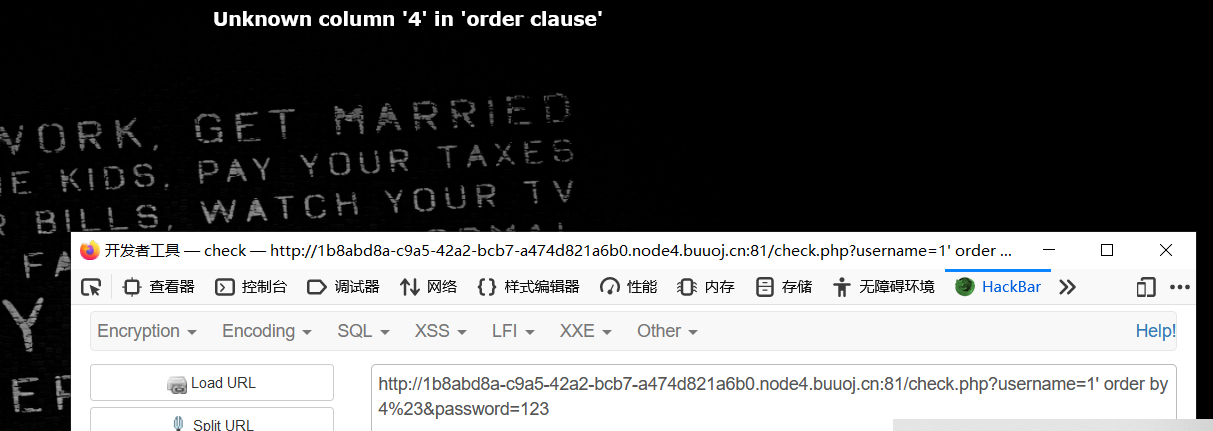 Unknown column '4' in 'order clause'
WORK, GET MARRIED
KIDS, PAY YOUR TAXES
BILLS, WATCH YOUR TV
开发者工具 — check — http://1b8abd8a-c9a5-42a2-bcb7-a474d821a6b0.node4.buuoj.cn:81/check.php?username=1' order ...
查看器 控制台 调试器 网络 样式编辑器 性能 内存 存储 无障碍环境 HackBar
Encryption Encoding SQL XSS LFI XXE Other Help!
Load URL
http://1b8abd8a-c9a5-42a2-bcb7-a474d821a6b0.node4.buuoj.cn:81/check.php?username=1' order by
4%23&password=123
Split URL